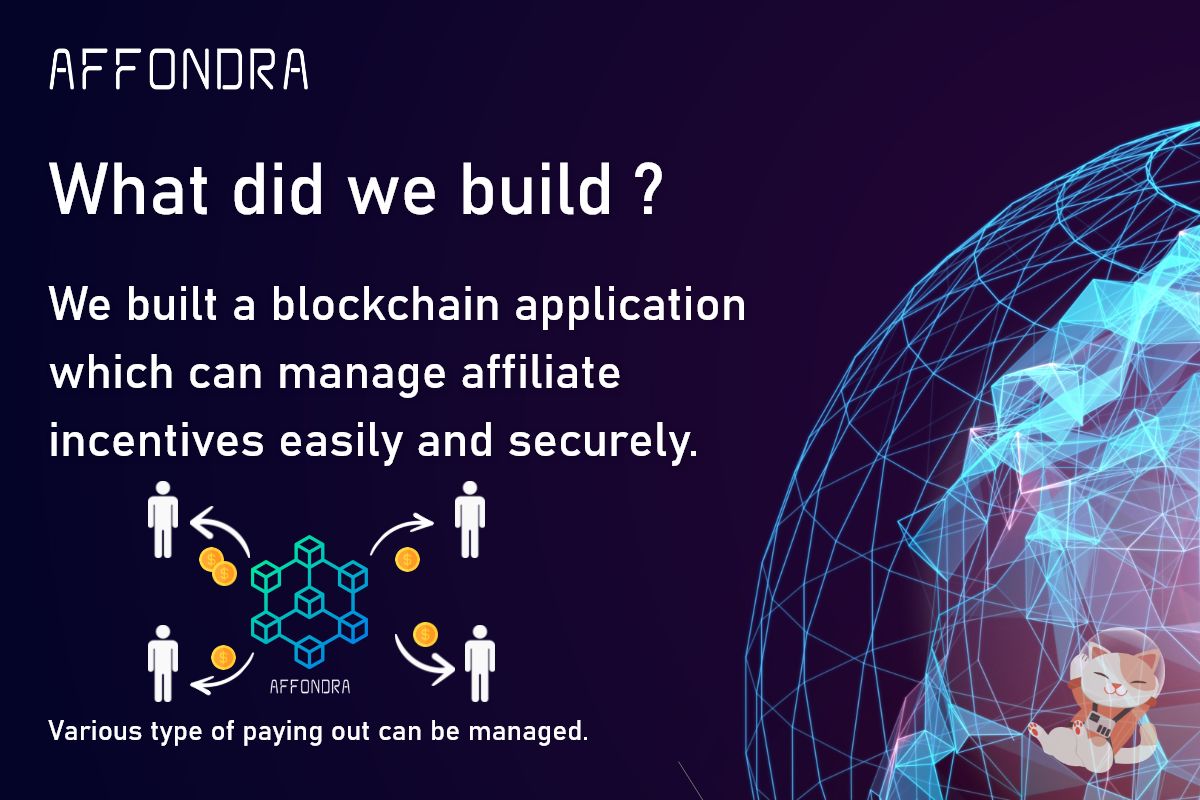 AFFONDRA
What did we build ?
We built a blockchain application
which can manage affiliate
incentives easily and securely.
AFFONDRA
Various type of paying out can be managed.